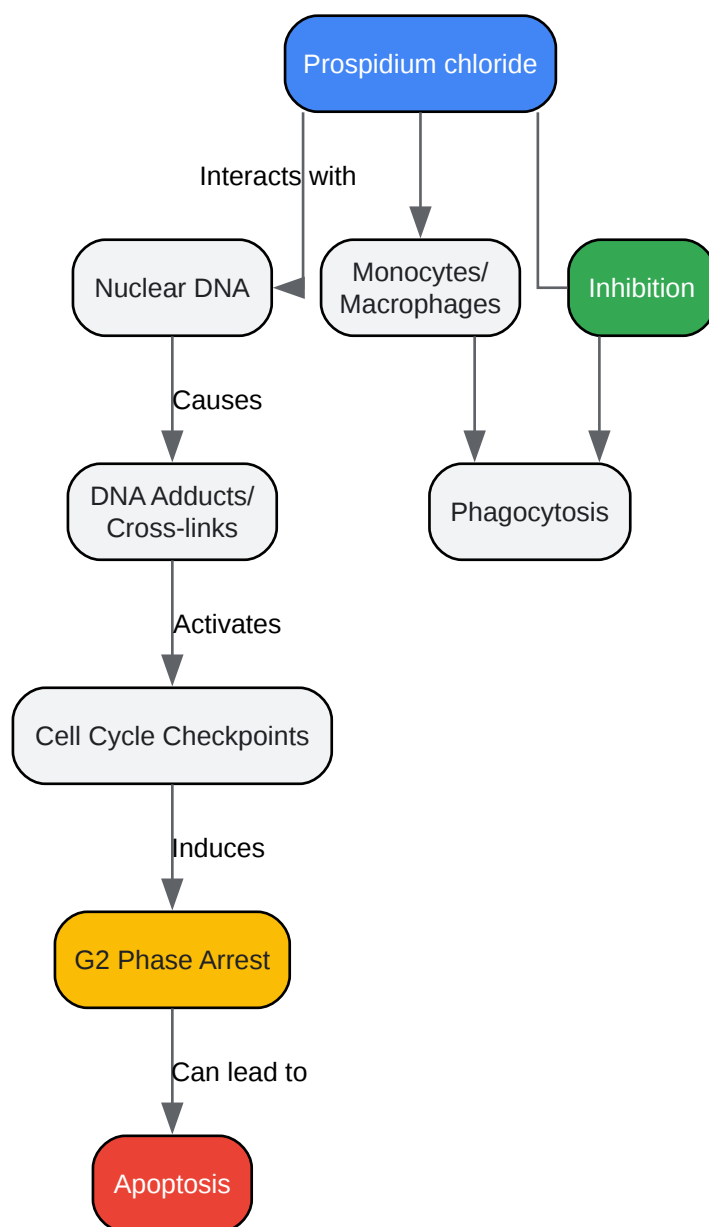 Prospidium chloride
Interacts with
Nuclear DNA
Monocytes/
Macrophages
Inhibition
Causes
DNA Adducts/
Cross-links
Phagocytosis
Activates
Cell Cycle Checkpoints
Induces
G2 Phase Arrest
Can lead to
Apoptosis